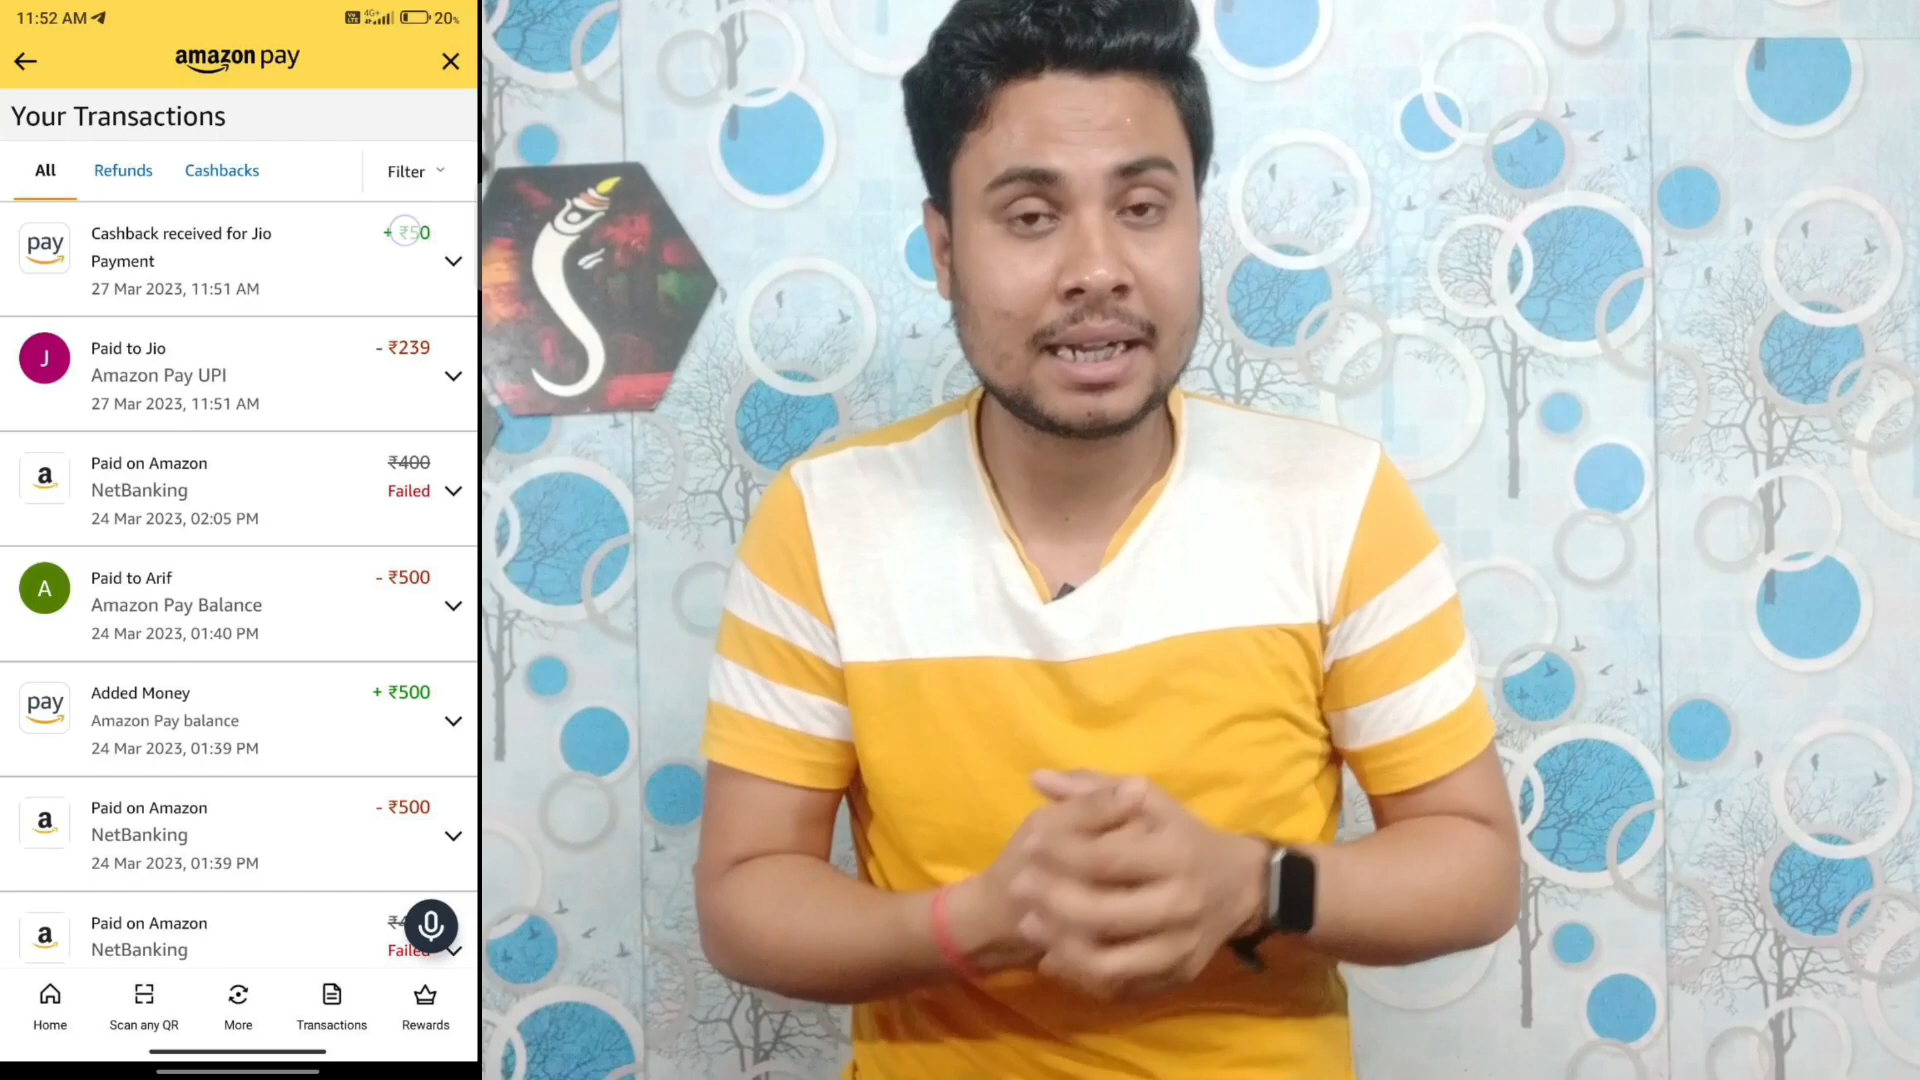 11:52 AM
4G+
20%
amazon pay
Your Transactions
All
Refunds
Cashbacks
Filter
pay
Cashback received for Jio
+ ₹50
Payment
27 Mar 2023, 11:51 AM
J
Paid to Jio
- ₹239
Amazon Pay UPI
27 Mar 2023, 11:51 AM
a
Paid on Amazon
₹400
NetBanking
Failed
24 Mar 2023, 02:05 PM
A
Paid to Arif
- ₹500
Amazon Pay Balance
24 Mar 2023, 01:40 PM
pay
Added Money
+ ₹500
Amazon Pay balance
24 Mar 2023, 01:39 PM
a
Paid on Amazon
- ₹500
NetBanking
24 Mar 2023, 01:39 PM
a
Paid on Amazon
NetBanking
Failed
Home
Scan any QR
More
Transactions
Rewards